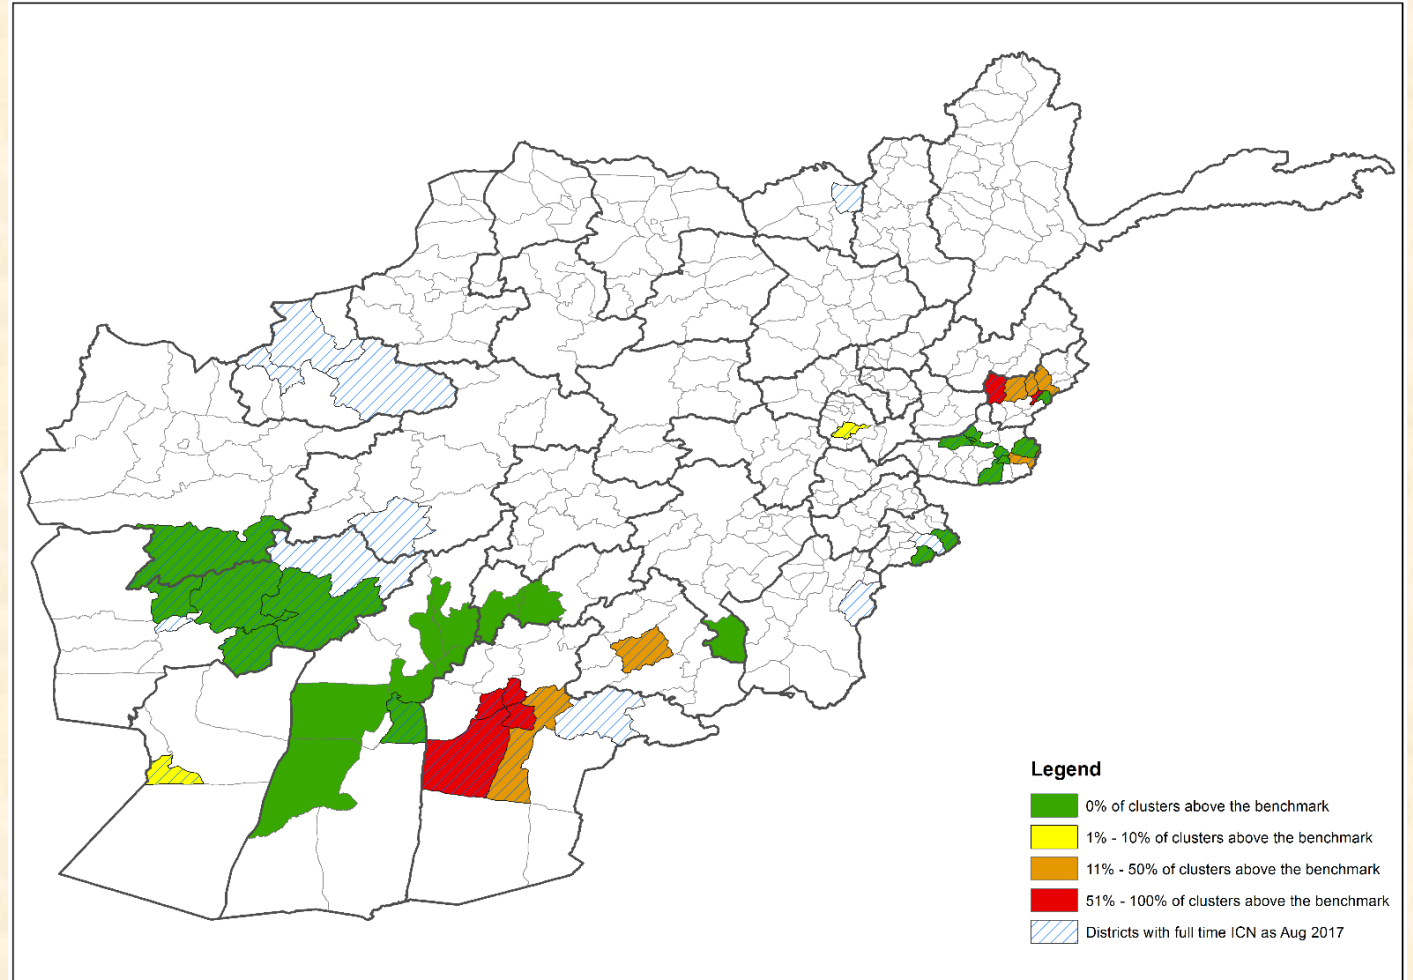 Legend
0% of clusters above the benchmark
1% - 10% of clusters above the benchmark
11% - 50% of clusters above the benchmark
51% - 100% of clusters above the benchmark
Districts with full time ICN as Aug 2017